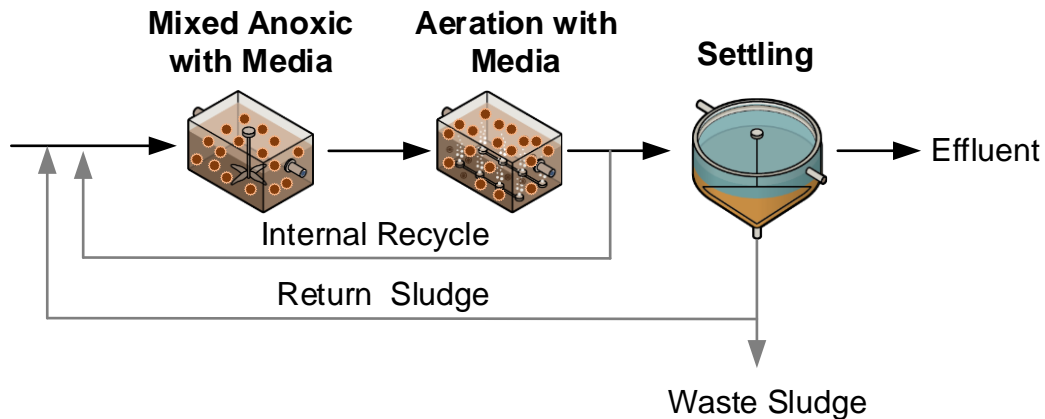 Mixed Anoxic
with Media
Aeration with
Media
Settling
Effluent
Internal Recycle
Return Sludge
Waste Sludge